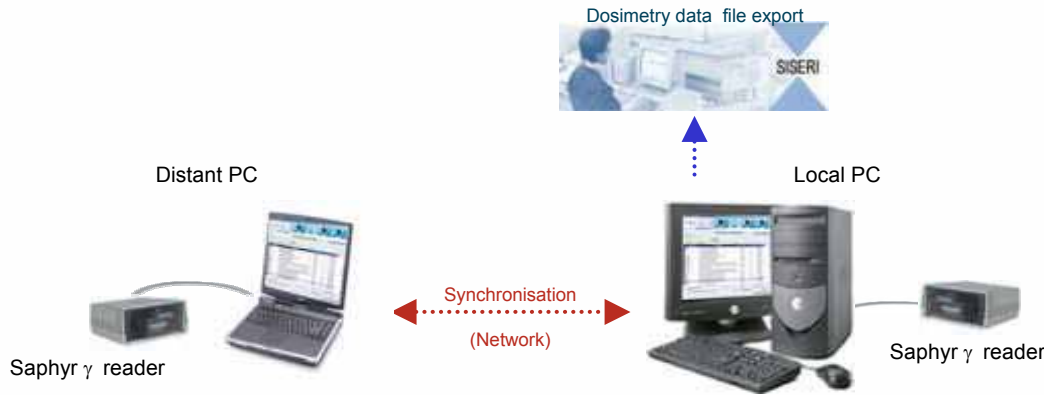 Dosimetry data file export
SISERI
Distant PC
Local PC
Synchronisation
(Network)
Saphyr γ reader
Saphyr γ reader